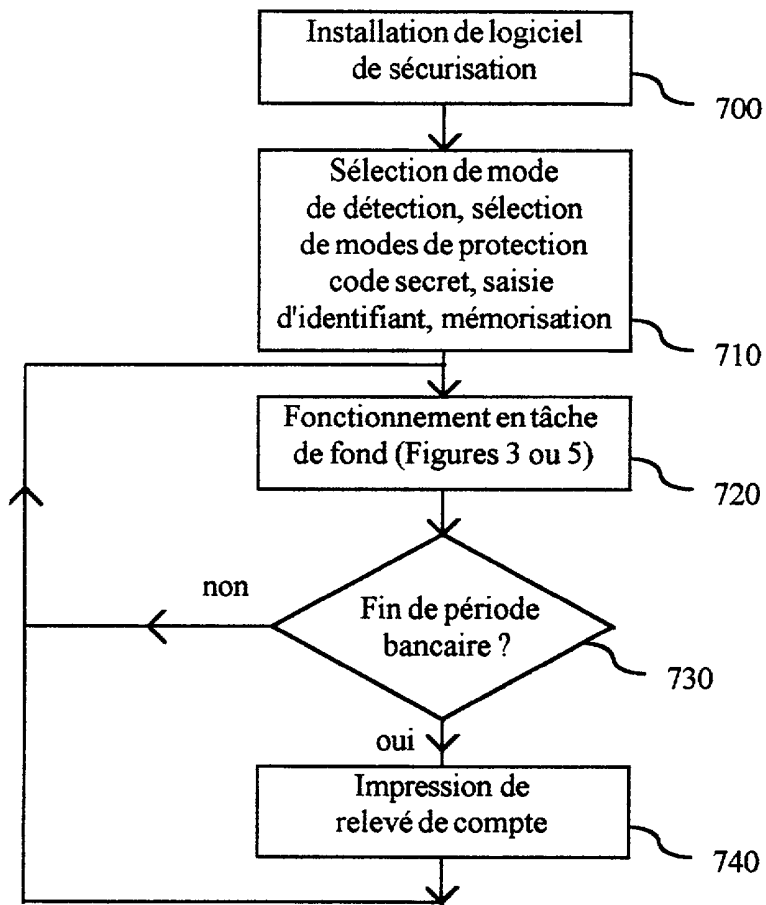 Installation de logiciel
de sécurisation
700
Sélection de mode
de détection, sélection
de modes de protection
code secret, saisie
d'identifiant, mémorisation
710
Fonctionnement en tâche
de fond (Figures 3 ou 5)
720
non
Fin de période
bancaire ?
730
oui
Impression de
relevé de compte
740